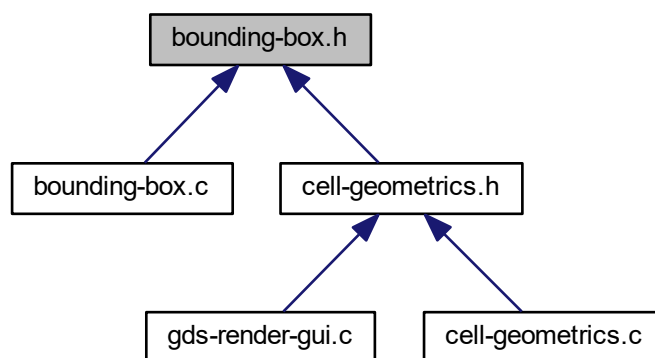 bounding-box.h
bounding-box.c
cell-geometrics.h
gds-render-gui.c
cell-geometrics.c